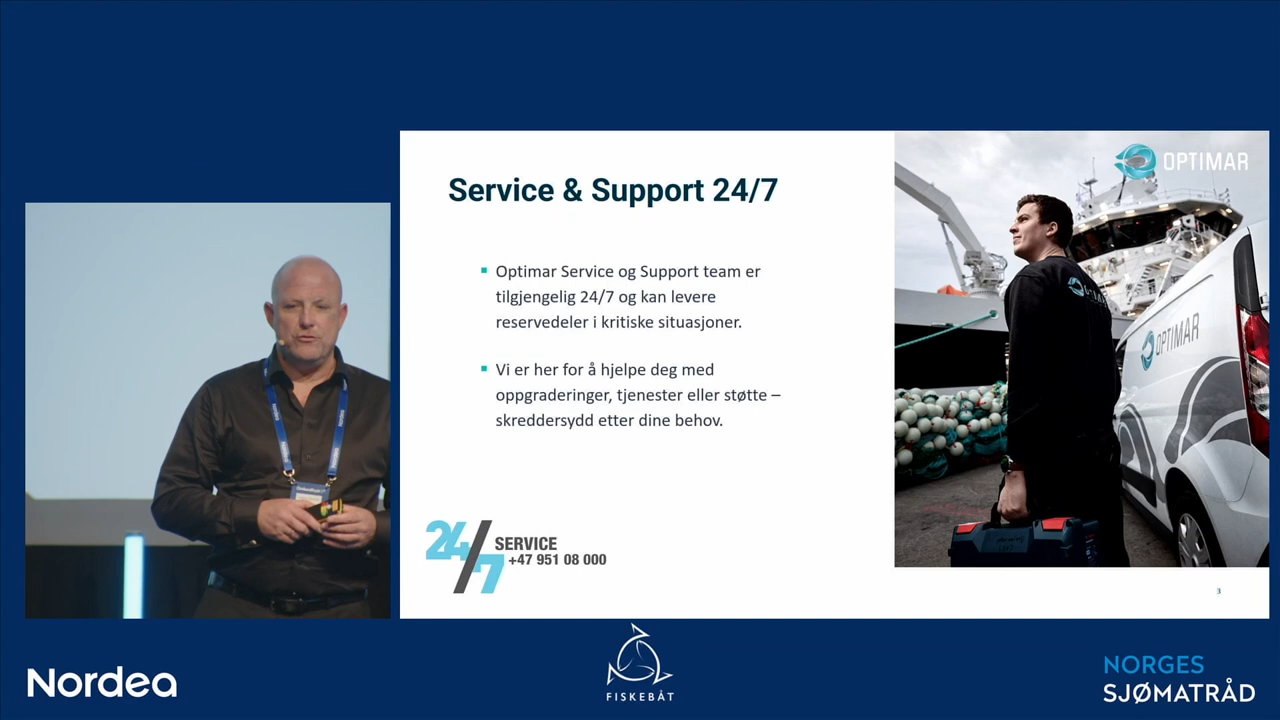 OPTIMAR
Service & Support 24/7
Optimar Service og Support team er
tilgjengelig 24/7 og kan levere
reservedeler i kritiske situasjoner.
Vi er her for å hjelpe deg med
oppgraderinger, tjenester eller støtte –
skreddersydd etter dine behov.
OPTIMAR
24/7
SERVICE
+47 951 08 000
3
Nordea
FISKEBÅT
NORGES
SJØMATRÅD